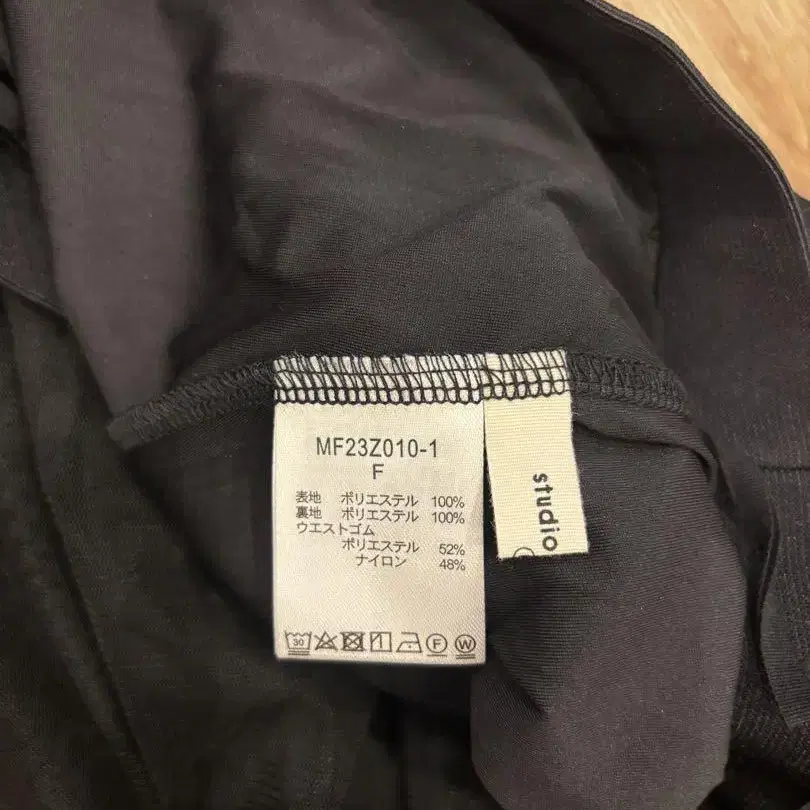 MF23Z010-1
F
表地 ポリエステル 100%
裏地 ポリエステル 100%
ウエストゴム
ポリエステル 52%
ナイロン 48%
30 F W
studio